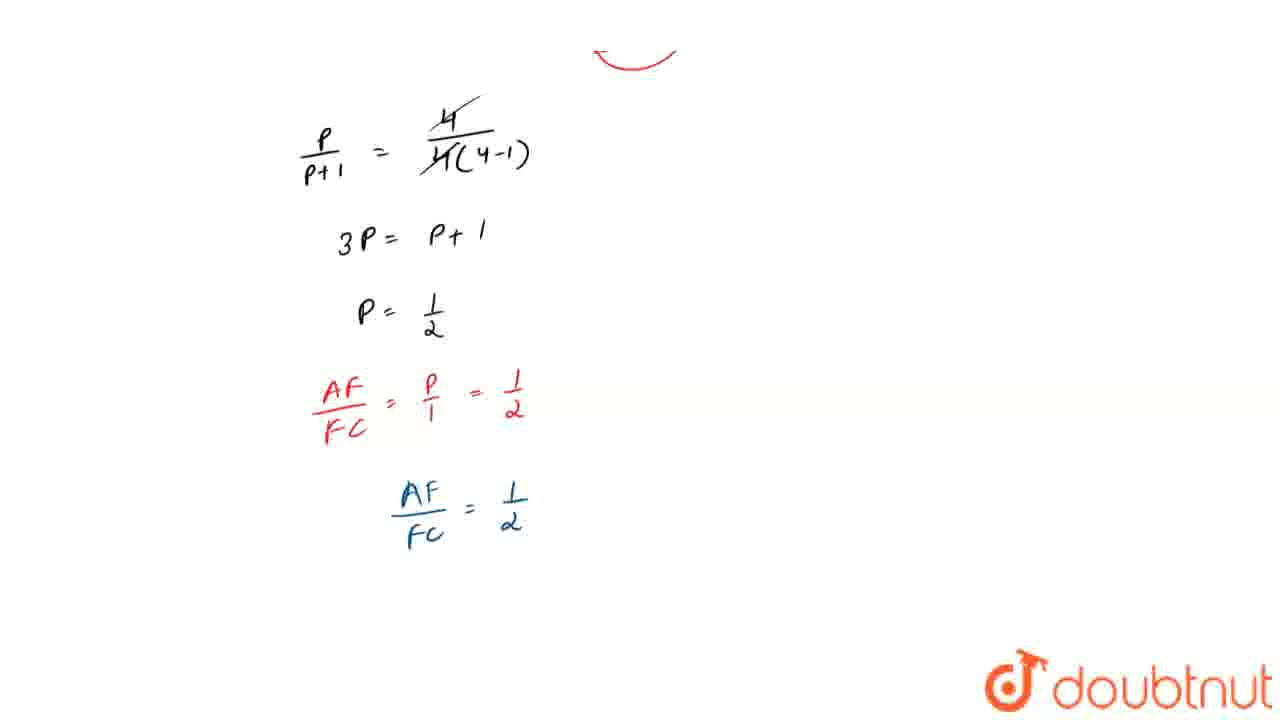 P/P+1 = 4/4(4-1)
3P = P+1
P = 1/2
AF/FC = P/1 = 1/2
AF/FC = 1/2
doubtnut